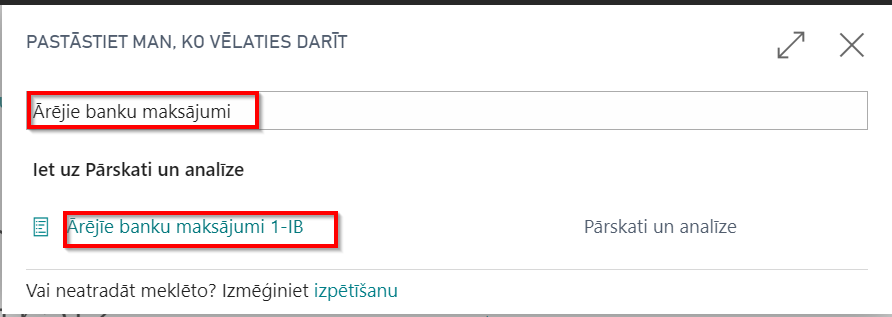 PASTĀSTIET MAN, KO VĒLATIES DARĪT
Ārējie banku maksājumi
Iet uz Pārskati un analīze
Ārējīe banku maksājumi 1-IB Pārskati un analīze
Vai neatradāt meklēto? Izmēģiniet izpētīšanu